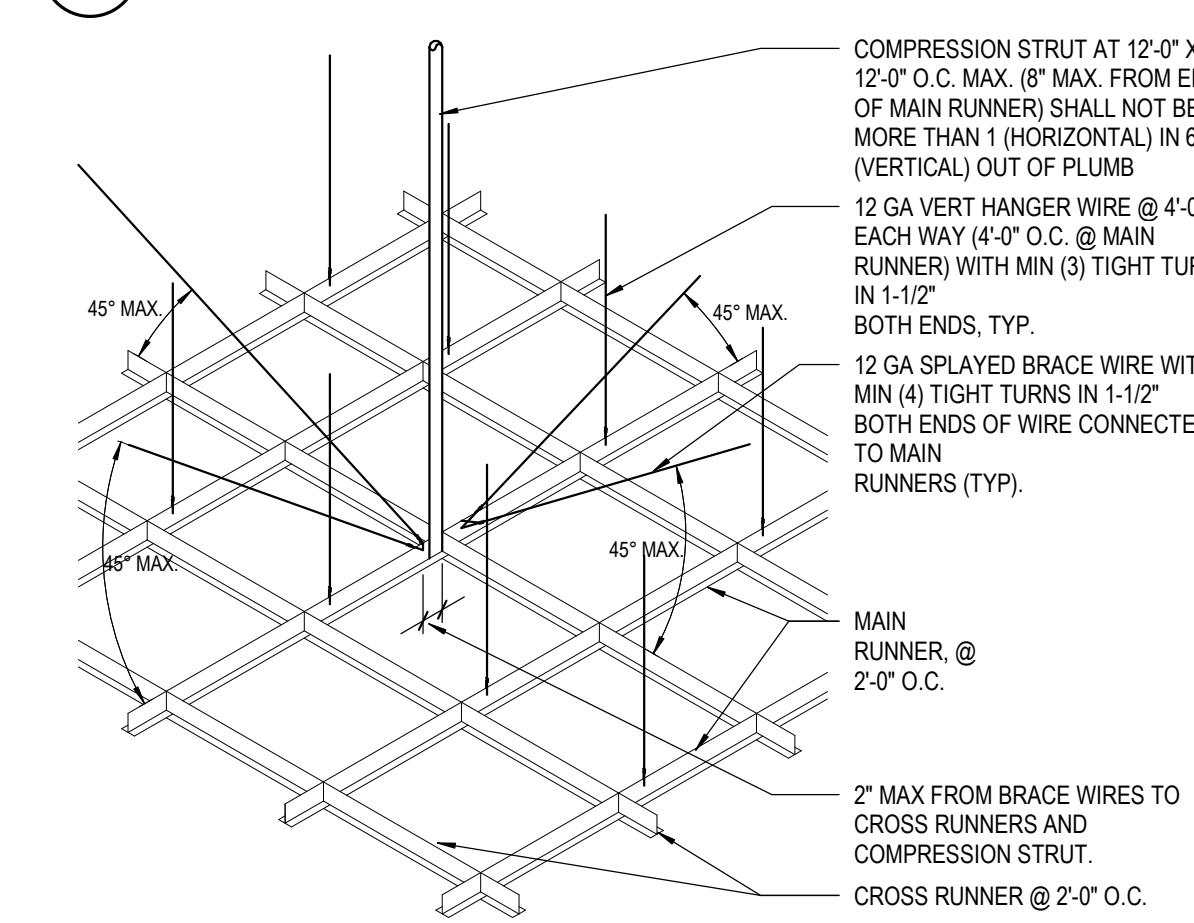 COMPRESSION STRUT AT 12'-0" X
12'-0" O.C. MAX. (8" MAX. FROM
OF MAIN RUNNER) SHALL NOT BE
MORE THAN 1 (HORIZONTAL) IN 6
(VERTICAL) OUT OF PLUMB
12 GA VERT HANGER WIRE @
EACH WAY (4'-0" O.C. @ MAIN
RUNNER) WITH MIN (3) TIGHT
IN 1-1/2"
BOTH ENDS, TYP.
45° MAX.
45° MAX.
12 GA SPLAYED BRACE WIRE
MIN (4) TIGHT TURNS IN 1-1/2"
BOTH ENDS OF WIRE
TO MAIN
RUNNERS (TYP).
45° MAX.
45° MAX.
MAIN
RUNNER, @
2'-0" O.C.
2" MAX FROM BRACE WIRES TO
CROSS RUNNERS AND
COMPRESSION STRUT.
CROSS RUNNER @ 2'-0" O.C.